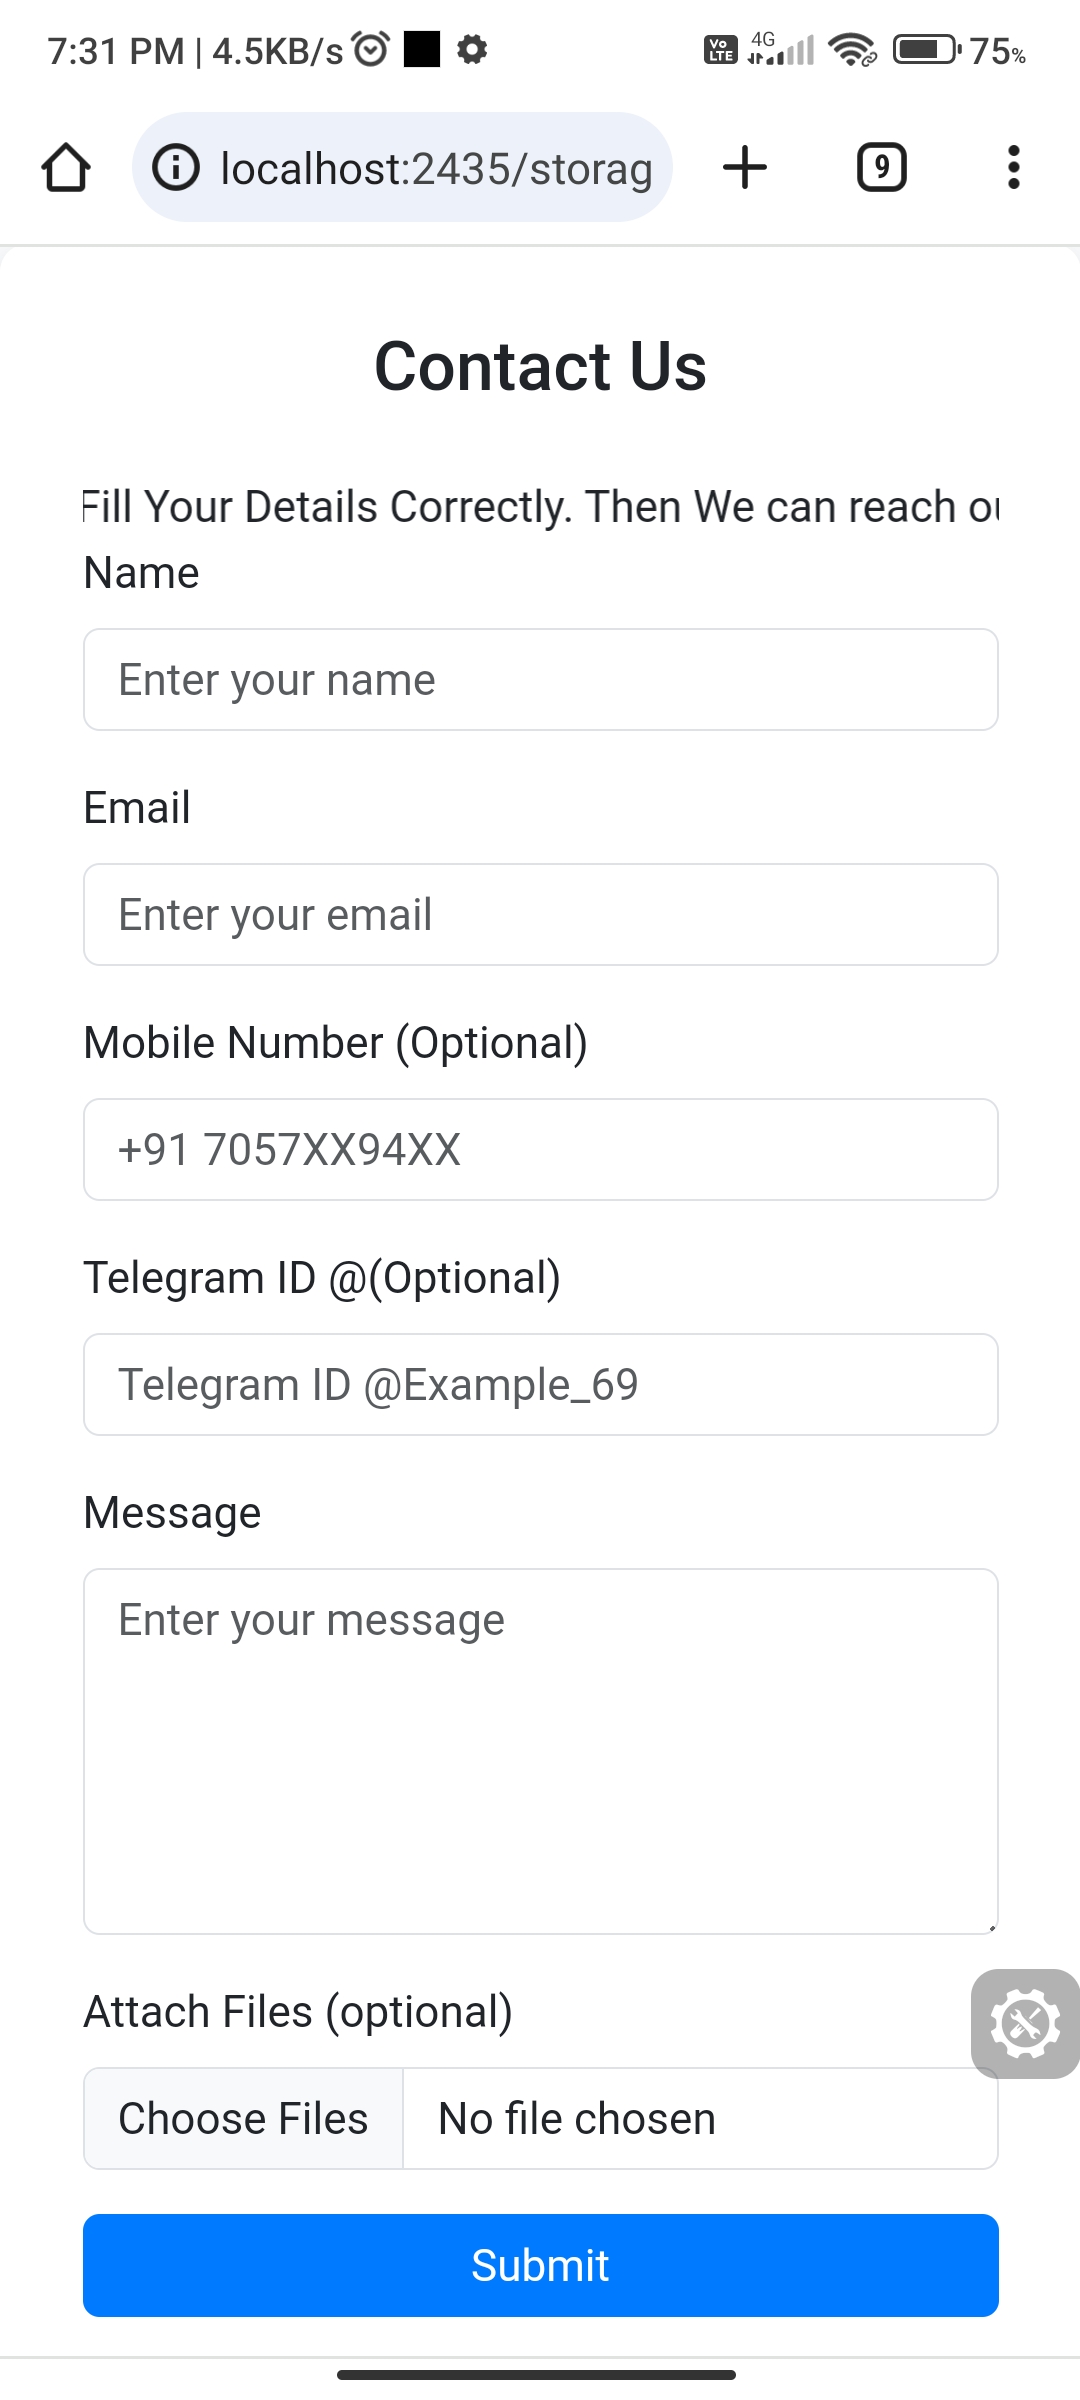 7:31 PM | 4.5KB/s Vo LTE 4G 75%
localhost:2435/storag 9
Contact Us
Fill Your Details Correctly. Then We can reach
Name
Enter your name
Email
Enter your email
Mobile Number (Optional)
+91 7057XX94XX
Telegram ID @(Optional)
Telegram ID @Example_69
Message
Enter your message
Attach Files (optional)
Choose Files No file chosen
Submit